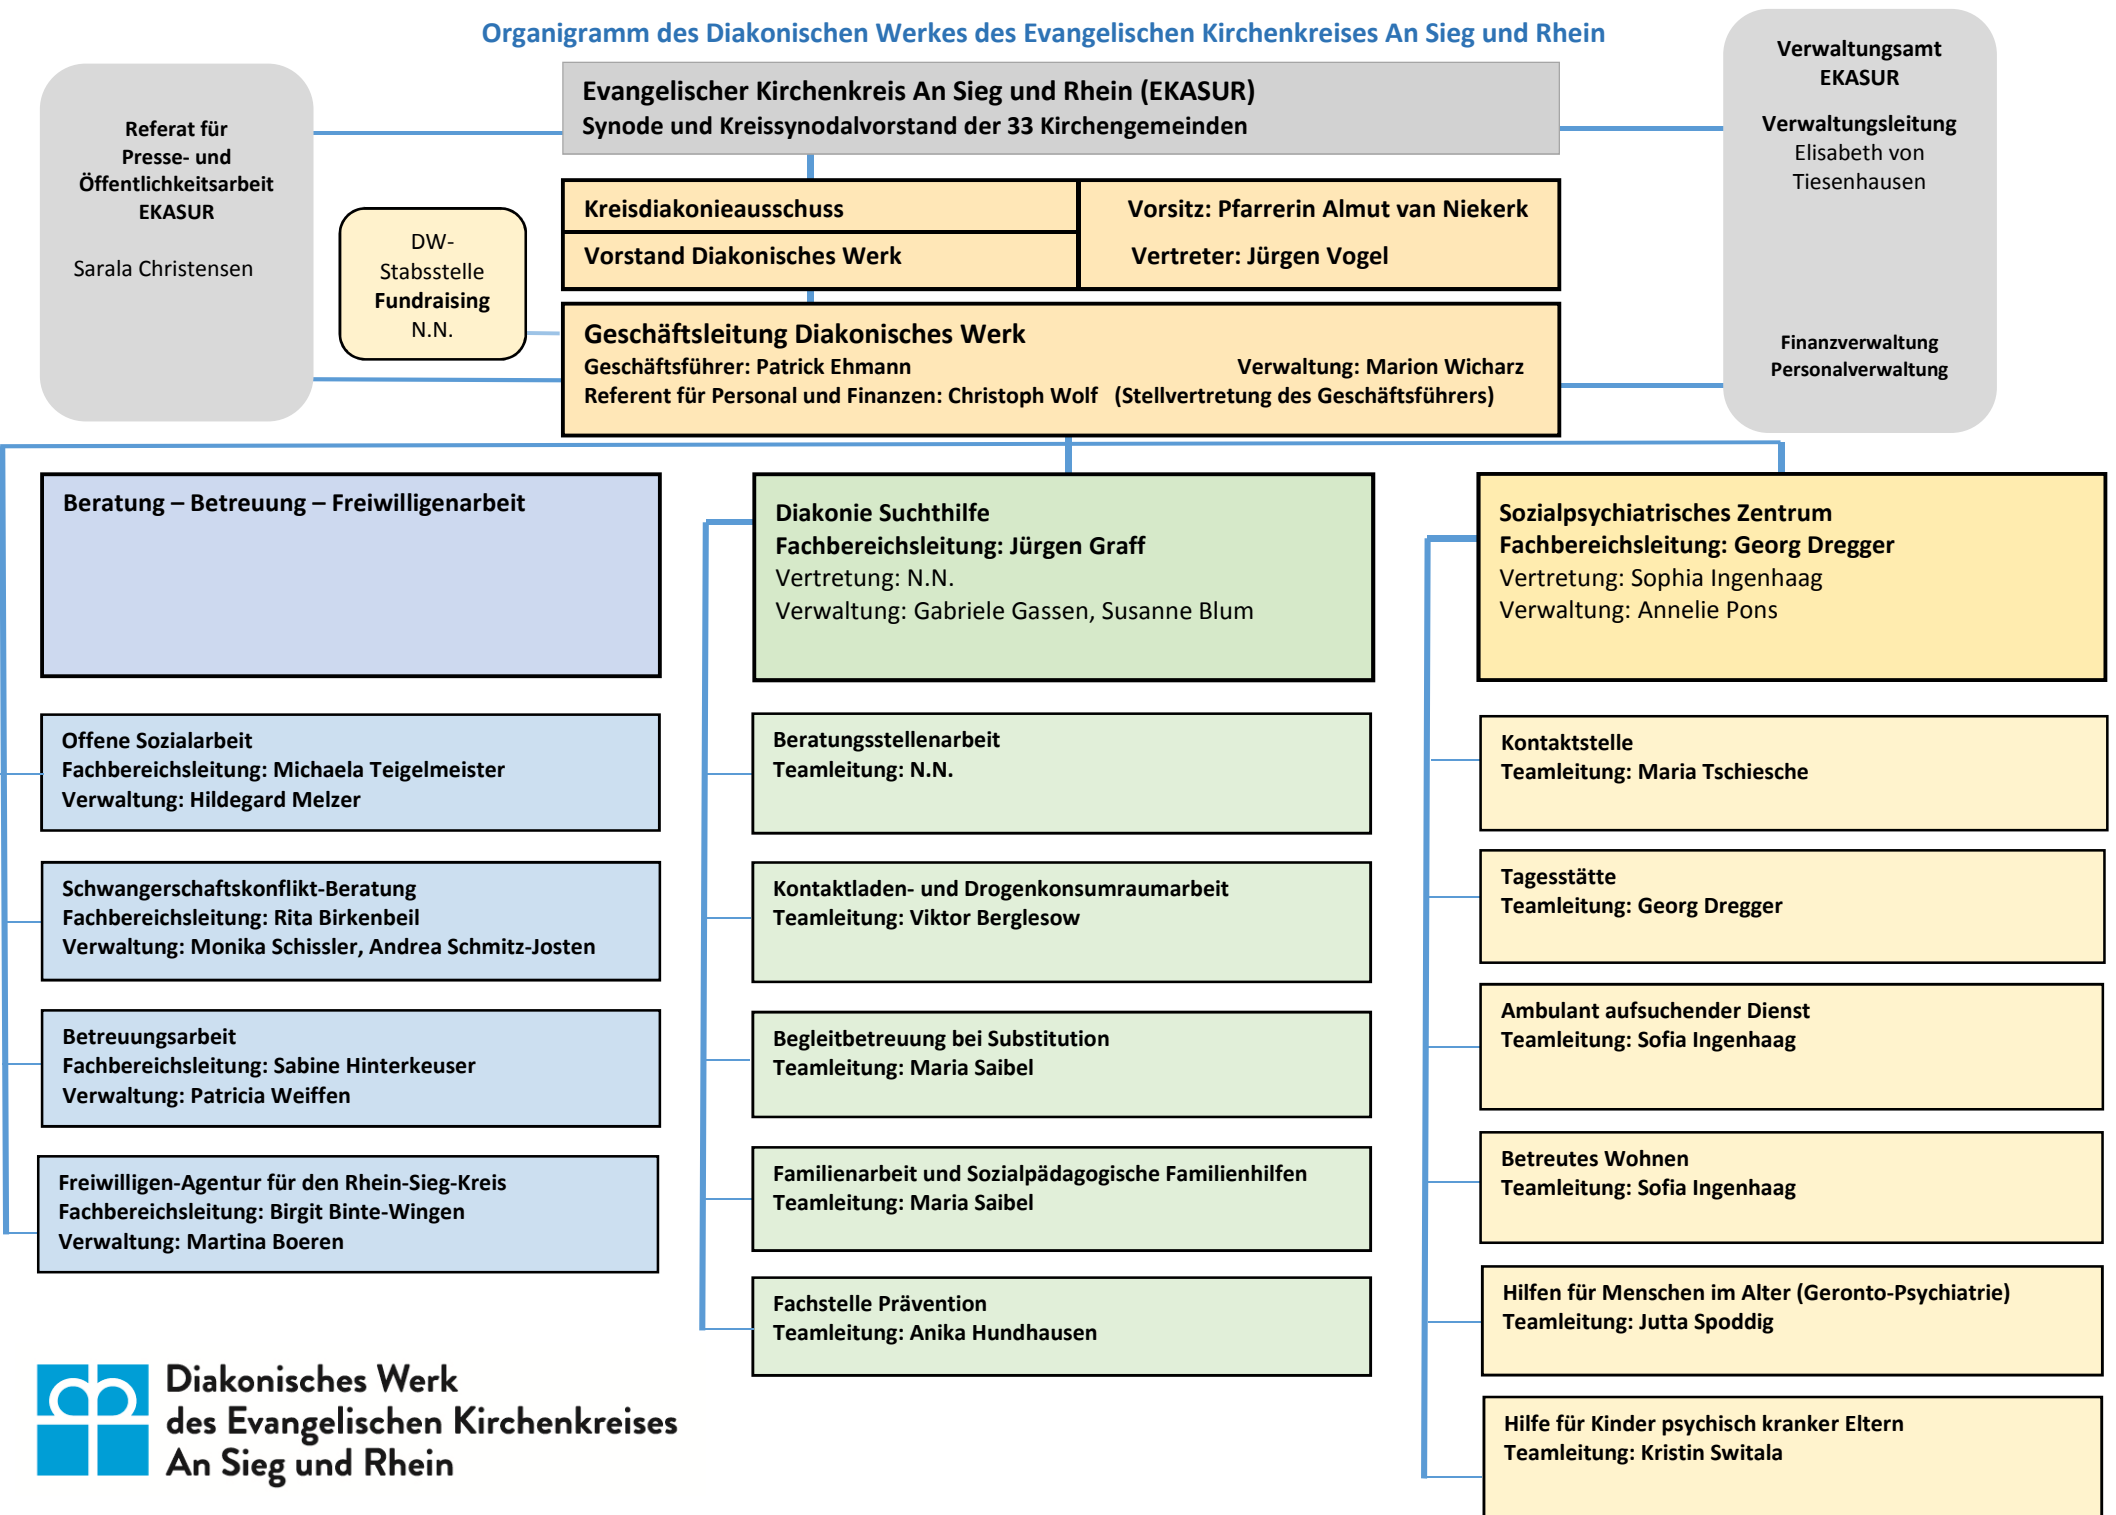 Organigramm des Diakonischen Werkes des Evangelischen Kirchenkreises An Sieg und Rhein
Evangelischer Kirchenkreis An Sieg und Rhein (EKASUR)
Synode und Kreissynodalvorstand der 33 Kirchengemeinden
Referat für
Presse- und
Öffentlichkeitsarbeit
EKASUR
Sarala Christensen
Verwaltungsamt
EKASUR
Verwaltungsleitung
Elisabeth von
Tiesenhausen
Finanzverwaltung
Personalverwaltung
DW-
Stabsstelle
Fundraising
N.N.
Kreisdiakonieausschuss
Vorstand Diakonisches Werk
Vorsitz: Pfarrerin Almut van Niekerk
Vertreter: Jürgen Vogel
Geschäftsleitung Diakonisches Werk
Geschäftsführer: Patrick Ehmann Verwaltung: Marion Wicharz
Referent für Personal und Finanzen: Christoph Wolf (Stellvertretung des Geschäftsführers)
Beratung – Betreuung – Freiwilligenarbeit
Offene Sozialarbeit
Fachbereichsleitung: Michaela Teigelmeister
Verwaltung: Hildegard Melzer
Schwangerschaftskonflikt-Beratung
Fachbereichsleitung: Rita Birkenbeil
Verwaltung: Monika Schissler, Andrea Schmitz-Josten
Betreuungsarbeit
Fachbereichsleitung: Sabine Hinterkeuser
Verwaltung: Patricia Weiffen
Freiwilligen-Agentur für den Rhein-Sieg-Kreis
Fachbereichsleitung: Birgit Binte-Wingen
Verwaltung: Martina Boeren
Diakonie Suchthilfe
Fachbereichsleitung: Jürgen Graff
Vertretung: N.N.
Verwaltung: Gabriele Gassen, Susanne Blum
Beratungsstellenarbeit
Teamleitung: N.N.
Kontaktladen- und Drogenkonsumraumarbeit
Teamleitung: Viktor Berglesow
Begleitbetreuung bei Substitution
Teamleitung: Maria Saibel
Familienarbeit und Sozialpädagogische Familienhilfen
Teamleitung: Maria Saibel
Fachstelle Prävention
Teamleitung: Anika Hundhausen
Sozialpsychiatrisches Zentrum
Fachbereichsleitung: Georg Dregger
Vertretung: Sophia Ingenhaag
Verwaltung: Annelie Pons
Kontaktstelle
Teamleitung: Maria Tschiesche
Tagesstätte
Teamleitung: Georg Dregger
Ambulant aufsuchender Dienst
Teamleitung: Sofia Ingenhaag
Betreutes Wohnen
Teamleitung: Sofia Ingenhaag
Hilfen für Menschen im Alter (Geronto-Psychiatrie)
Teamleitung: Jutta Spoddig
Hilfe für Kinder psychisch kranker Eltern
Teamleitung: Kristin Switala
Diakonisches Werk
des Evangelischen Kirchenkreises
An Sieg und Rhein